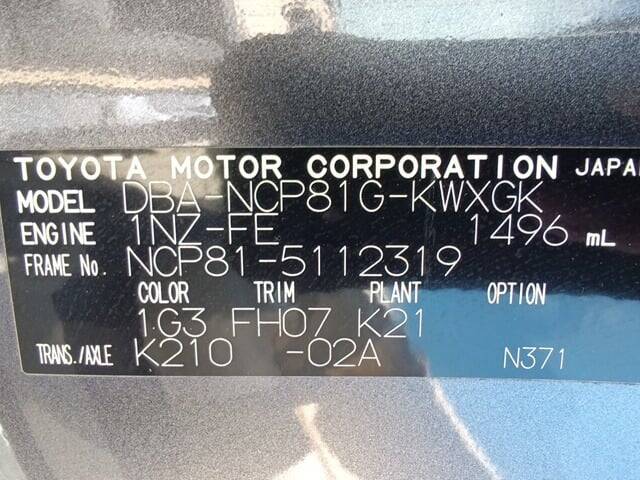 TOYOTA MOTOR CORPORATION JAPAN
MODEL DBA-NCP81G-KWXGK
ENGINE 1NZ-FE 1496 mL
FRAME No. NCP81-5112319
COLOR TRIM PLANT OPTION
1G3 FH07 K21
TRANS./AXLE K210 -02A N371